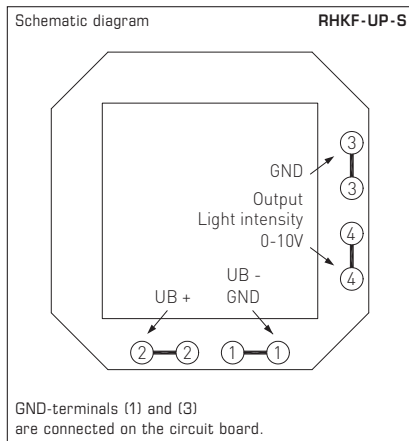 Schematic diagram RHKF-UP-S
3
GND
3
Output
Light intensity
0-10V
4
4
UB -
GND
UB +
2 2 1 1
GND-terminals (1) and (3)
are connected on the circuit board.